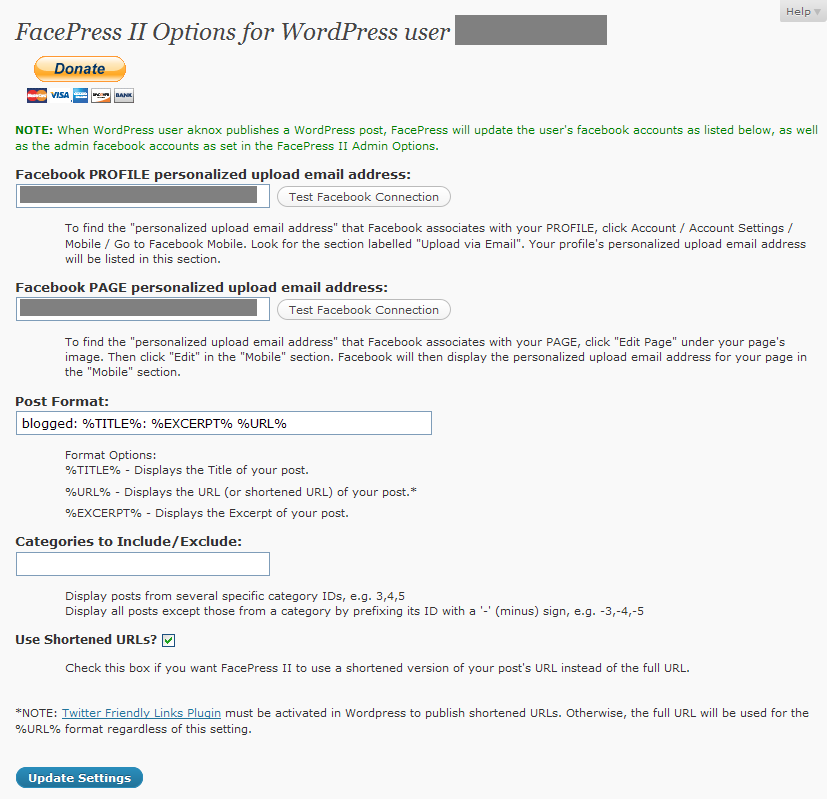 Help
FacePress II Options for WordPress user
Donate
MasterCard VISA BANK
NOTE: When WordPress user aknox publishes a WordPress post, FacePress will update the user's facebook accounts as listed below, as well
as the admin facebook accounts as set in the FacePress II Admin Options.
Facebook PROFILE personalized upload email address:
Test Facebook Connection
To find the "personalized upload email address" that Facebook associates with your PROFILE, click Account / Account Settings /
Mobile / Go to Facebook Mobile. Look for the section labelled "Upload via Email". Your profile's personalized upload email address
will be listed in this section.
Facebook PAGE personalized upload email address:
Test Facebook Connection
To find the "personalized upload email address" that Facebook associates with your PAGE, click "Edit Page" under your page's
image. Then click "Edit" in the "Mobile" section. Facebook will then display the personalized upload email address for your page in
the "Mobile" section.
Post Format:
blogged: %TITLE%: %EXCERPT% %URL%
Format Options:
%TITLE% - Displays the Title of your post.
%URL% - Displays the URL (or shortened URL) of your post.*
%EXCERPT% - Displays the Excerpt of your post.
Categories to Include/Exclude:
Display posts from several specific category IDs, e.g. 3,4,5
Display all posts except those from a category by prefixing its ID with a '-' (minus) sign, e.g. -3,-4,-5
Use Shortened URLs?
Check this box if you want FacePress II to use a shortened version of your post's URL instead of the full URL.
*NOTE: Twitter Friendly Links Plugin must be activated in Wordpress to publish shortened URLs. Otherwise, the full URL will be used for the
%URL% format regardless of this setting.
Update Settings